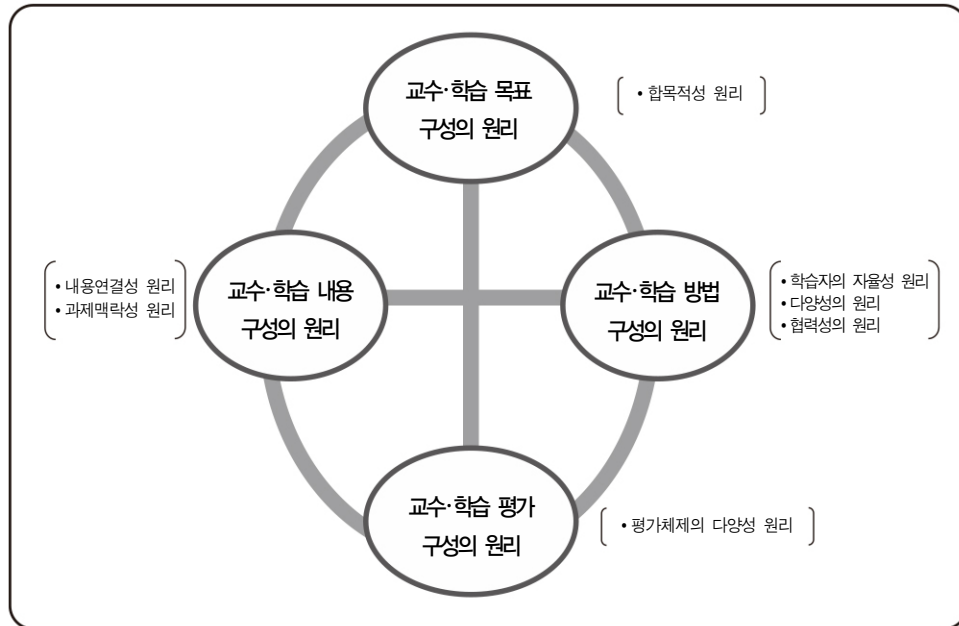 교수·학습 목표
구성의 원리
• 합목적성 원리
• 내용연결성 원리
• 과제맥락성 원리
교수·학습 내용
구성의 원리
교수·학습 방법
구성의 원리
• 학습자의 자율성 원리
• 다양성의 원리
• 협력성의 원리
교수·학습 평가
구성의 원리
• 평가체제의 다양성 원리